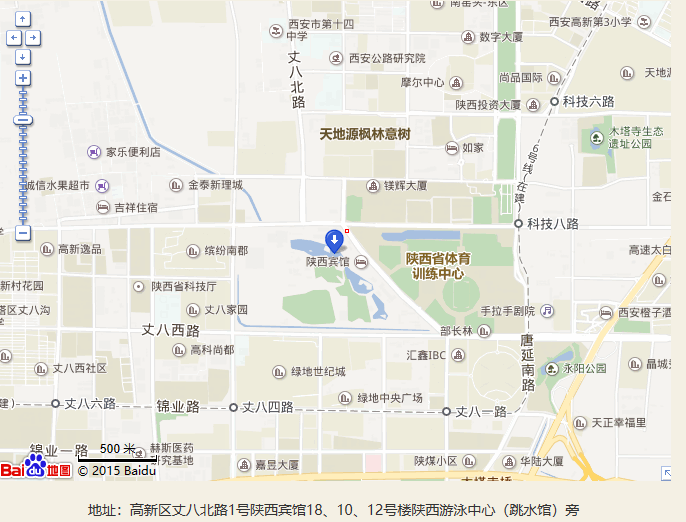 南窑头-东区
西安市第十四
中学
西安高新第3小学
数字大厦
西安公路研究院
丈八北路
摩尔中心
尚品国际
天地源
陕西投资大厦
科技六路
天地源枫林意树
木塔寺生态
遗址公园
如家
6号线(在建)
家乐便利店
诚信水果超市
金泰新理城
镁辉大厦
金石
吉祥住宿
科技八路
高新逸品
缤纷南郡
陕西宾馆
陕西省体育
训练中心
高速太白
新村花园
陕西省科技厅
塔区丈八沟
丈八家园
手拉手剧院
西安橙子酒
丈八西路
部长林
唐延南路
高科尚都
汇鑫IBC
丈八西社区
绿地世纪城
永阳公园
晶城
绿地中央广场
建)
丈八六路
锦业路
丈八四路
丈八一路
天正幸福里
锦业一路
500 米
赫斯医药
研究基地
嘉昱大厦
陕煤小区
华陆大厦
Baidu地图
© 2015 Baidu
地址：高新区丈八北路1号陕西宾馆18、10、12号楼陕西游泳中心（跳水馆）旁